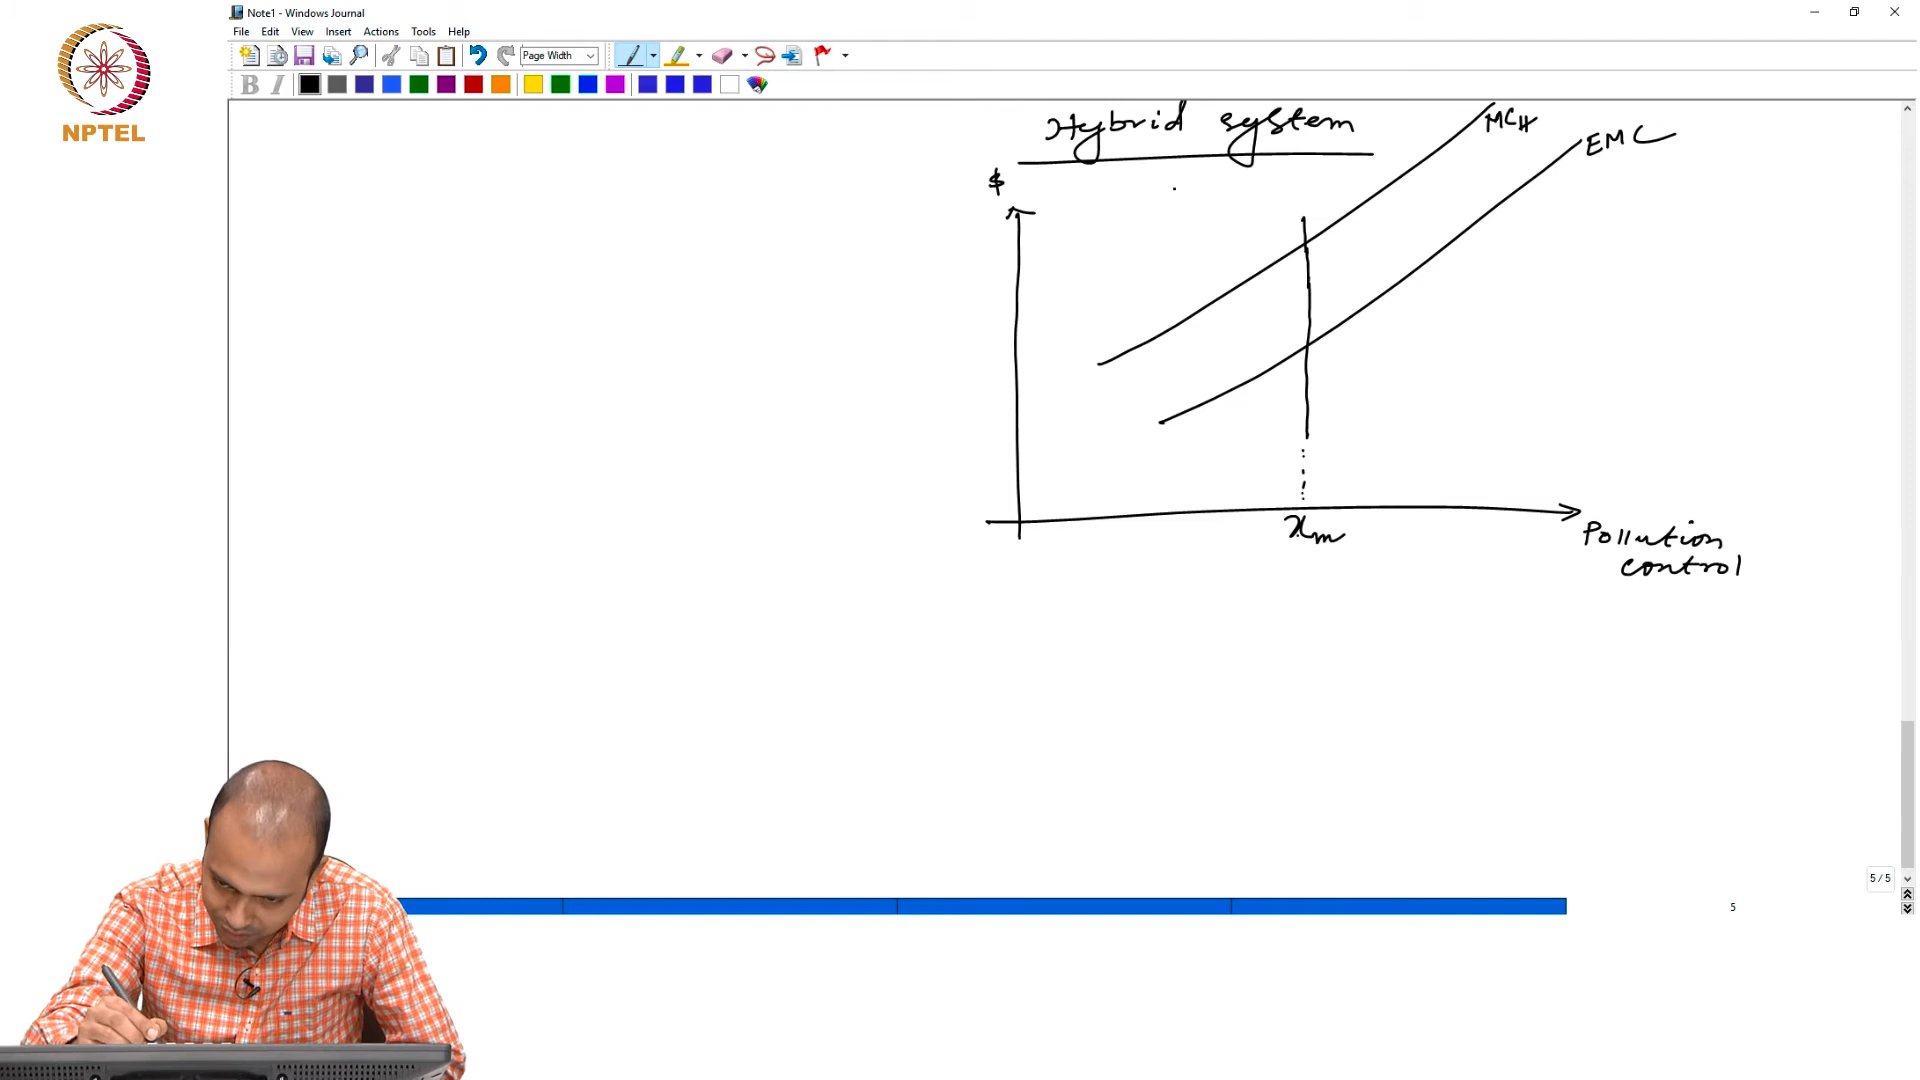 Note1 - Windows Journal
File Edit View Insert Actions Tools Help
Page Width
B I
NPTEL
Hybrid system
MCH
EMC
$
xm
Pollution
control
5 / 5
5